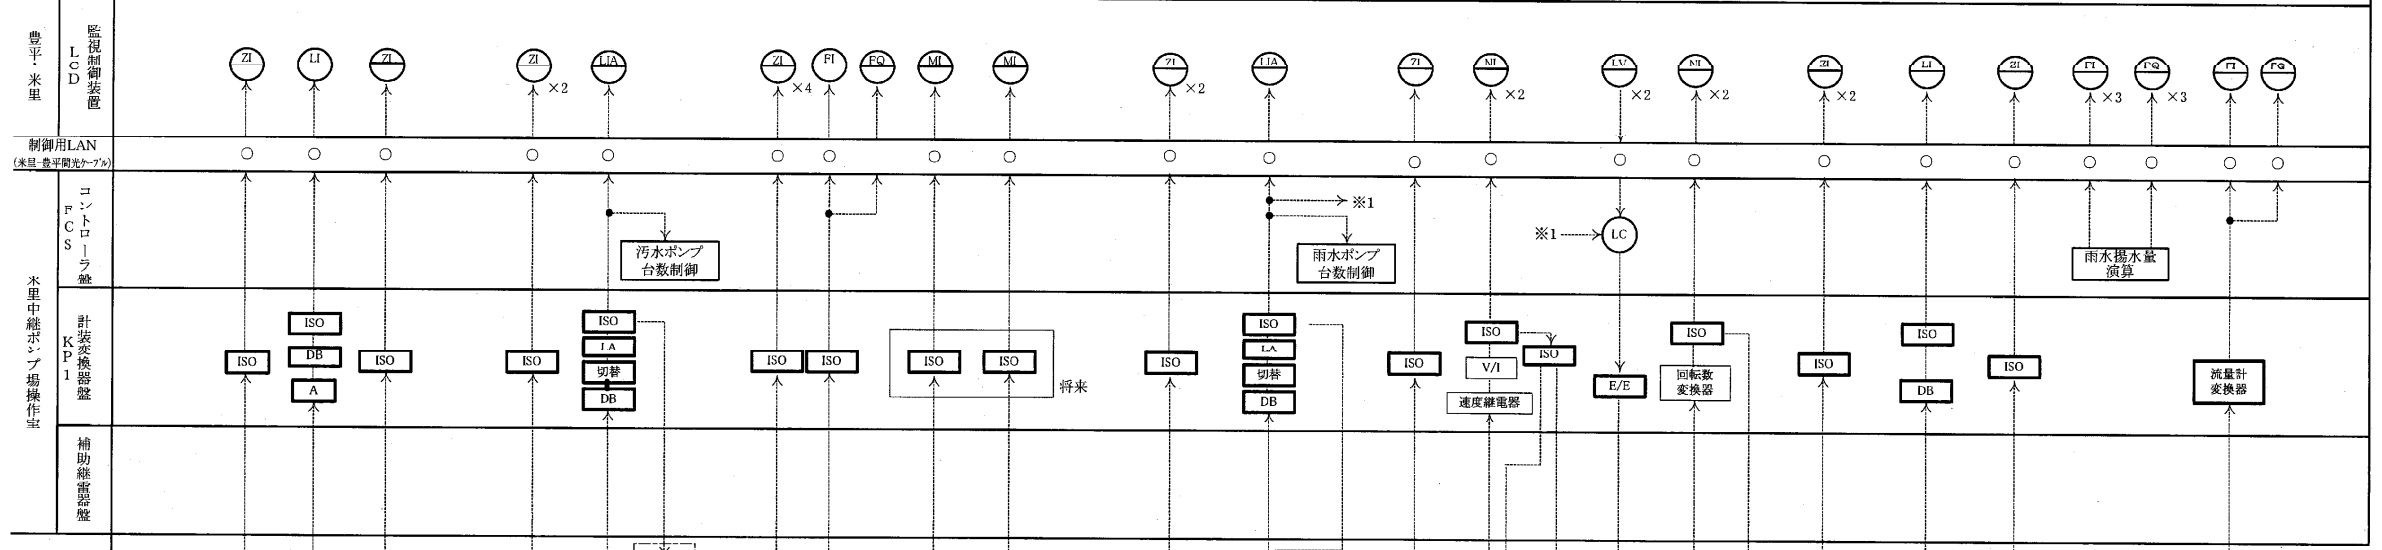 豊平・米里
LCD
監視制御装置
ZI
LI
ZI
ZI
×2
LIA
ZI
×4
FI
FQ
MI
MI
ZI
×2
LIA
ZI
NI
×2
LV
×2
NI
×2
ZI
×2
LI
ZI
FI
×3
FQ
×3
FI
FQ
制御用LAN
(米里-豊平間光ケーブル)
米里中継ポンプ場操作室
FCS
コントローラ盤
汚水ポンプ
台数制御
※1
雨水ポンプ
台数制御
※1
LC
雨水揚水量
演算
KP1
計装変換器盤
ISO
ISO
DB
A
ISO
ISO
ISO
LA
切替
DB
ISO
ISO
ISO
ISO
将来
ISO
ISO
LA
切替
DB
ISO
ISO
V/I
速度継電器
ISO
E/E
ISO
回転数
変換器
ISO
ISO
DB
ISO
流量計
変換器
補助継電器盤